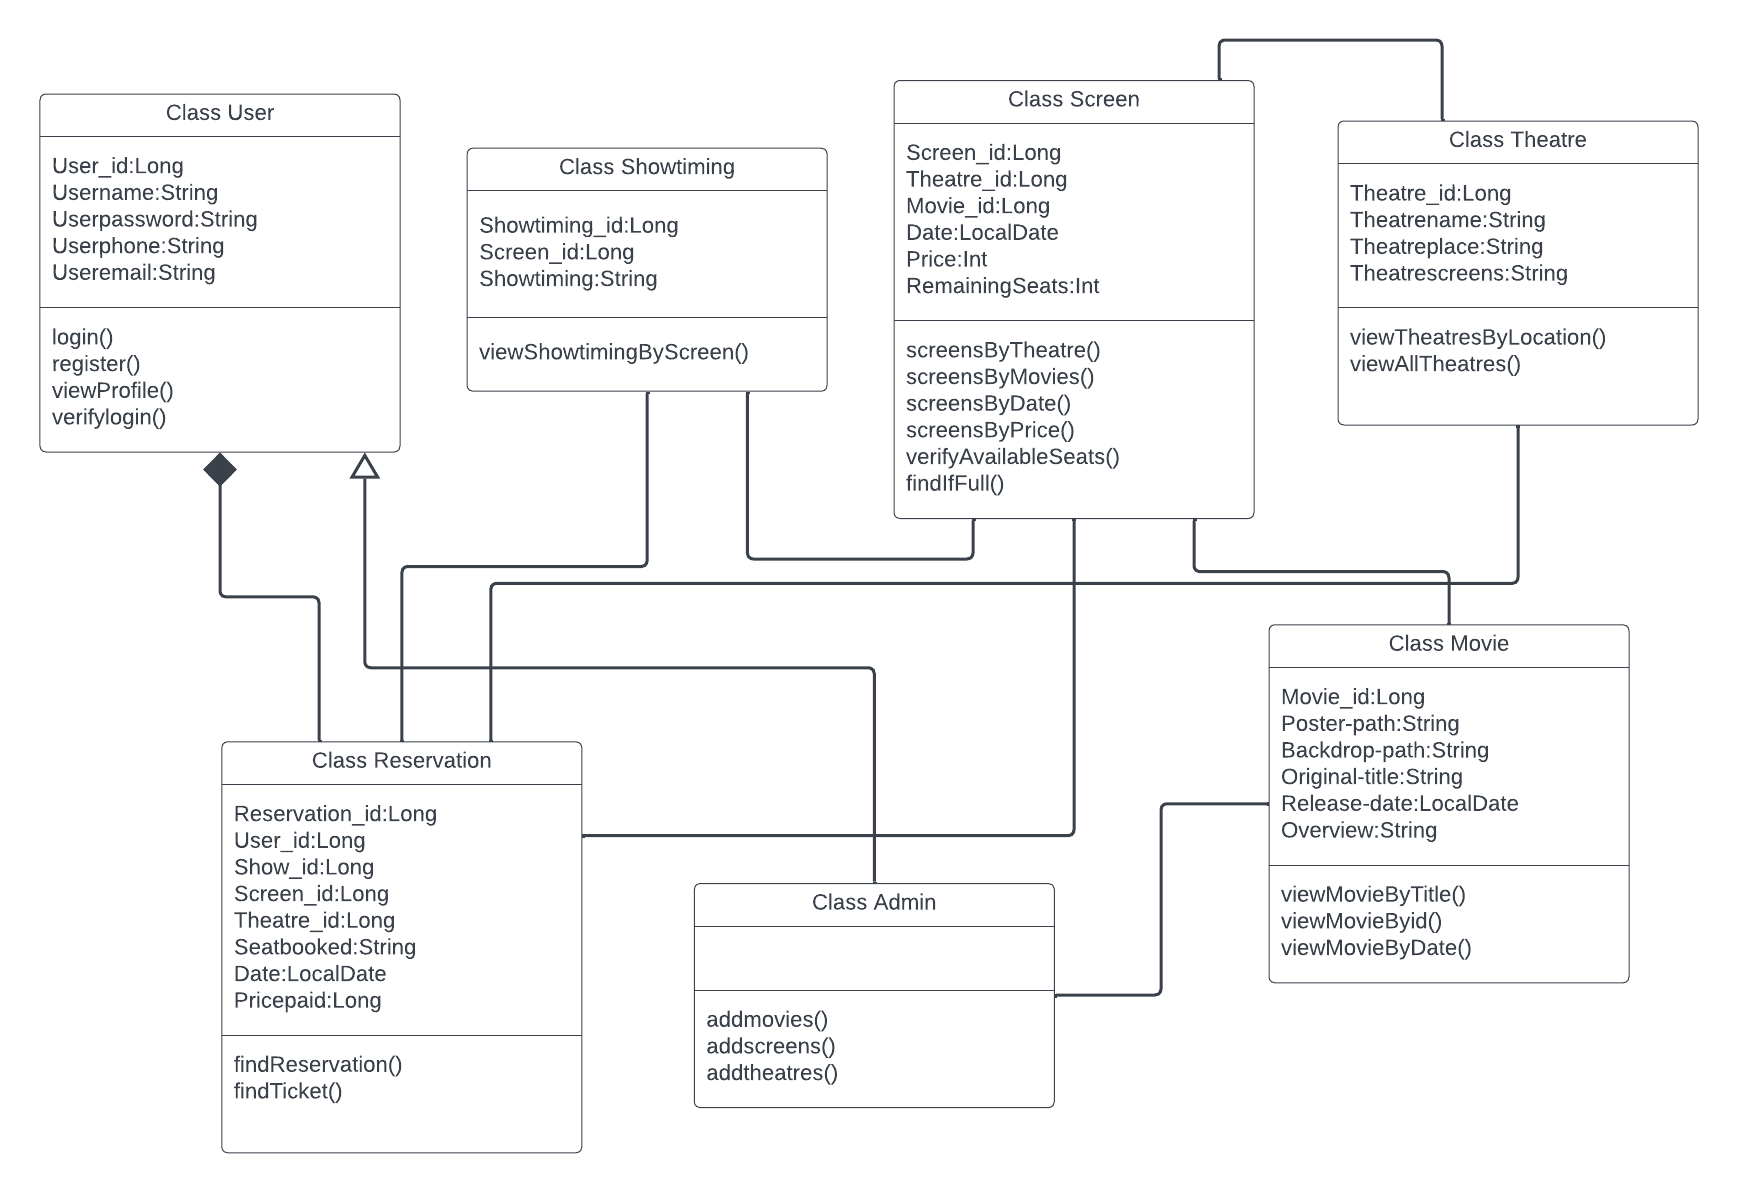 Class User
User_id:Long
Username:String
Userpassword:String
Userphone:String
Useremail:String
login()
register()
viewProfile()
verifylogin()
Class Showtiming
Showtiming_id:Long
Screen_id:Long
Showtiming:String
viewShowtimingByScreen()
Class Screen
Screen_id:Long
Theatre_id:Long
Movie_id:Long
Date:LocalDate
Price:Int
RemainingSeats:Int
screensByTheatre()
screensByMovies()
screensByDate()
screensByPrice()
verifyAvailableSeats()
findIfFull()
Class Theatre
Theatre_id:Long
Theatrename:String
Theatreplace:String
Theatrescreens:String
viewTheatresByLocation()
viewAllTheatres()
Class Reservation
Reservation_id:Long
User_id:Long
Show_id:Long
Screen_id:Long
Theatre_id:Long
Seatbooked:String
Date:LocalDate
Pricepaid:Long
findReservation()
findTicket()
Class Admin
addmovies()
addscreens()
addtheatres()
Class Movie
Movie_id:Long
Poster-path:String
Backdrop-path:String
Original-title:String
Release-date:LocalDate
Overview:String
viewMovieByTitle()
viewMovieByid()
viewMovieByDate()